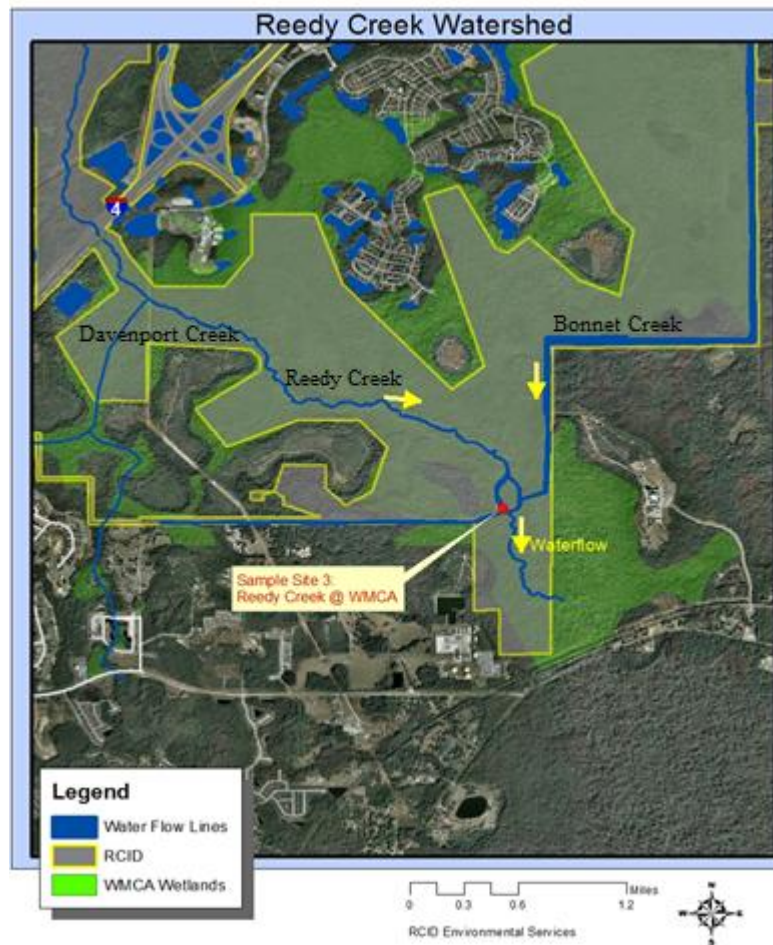 Reedy Creek Watershed
4
Davenport Creek
Bonnet Creek
Reedy Creek
Waterflow
Sample Site 3:
Reedy Creek @ WMCA
Legend
Water Flow Lines
RCID
WMCA Wetlands
Miles
0 0.3 0.6 1.2
RCID Environmental Services
N
W E
S